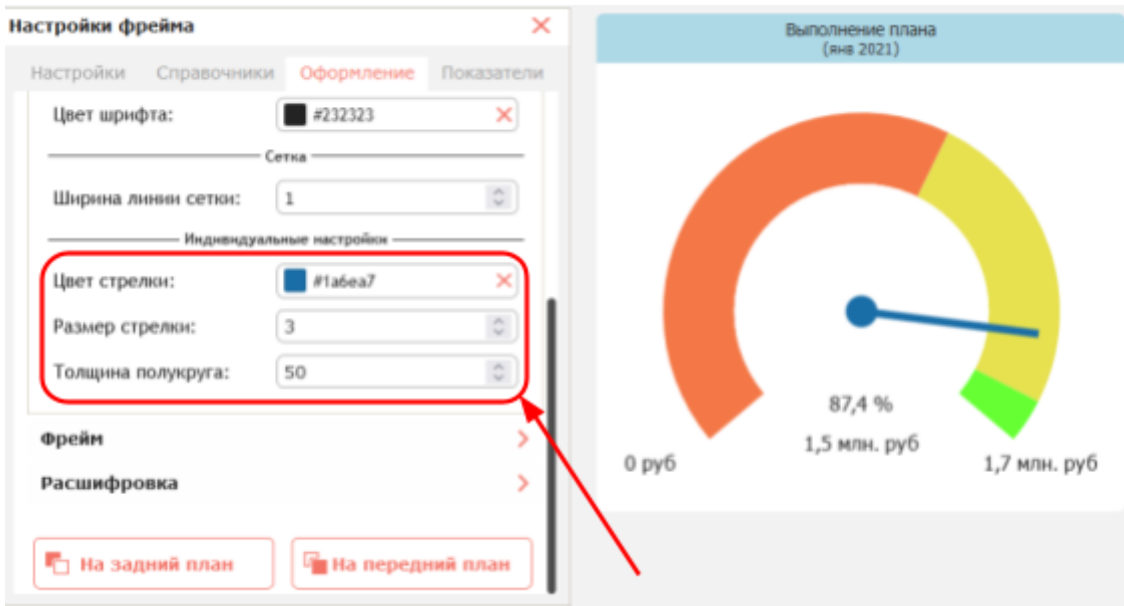 Настройки фрейма
Настройки Справочники Оформление Показатели
Цвет шрифта: #232323
Сетка
Ширина линии сетки: 1
Индивидуальные настройки
Цвет стрелки: #1a6ea7
Размер стрелки: 3
Толщина полукруга: 50
Фрейм
Расшифровка
На задний план На передний план
Выполнение плана
(янв 2021)
87,4 %
1,5 млн. руб
0 руб
1,7 млн. руб